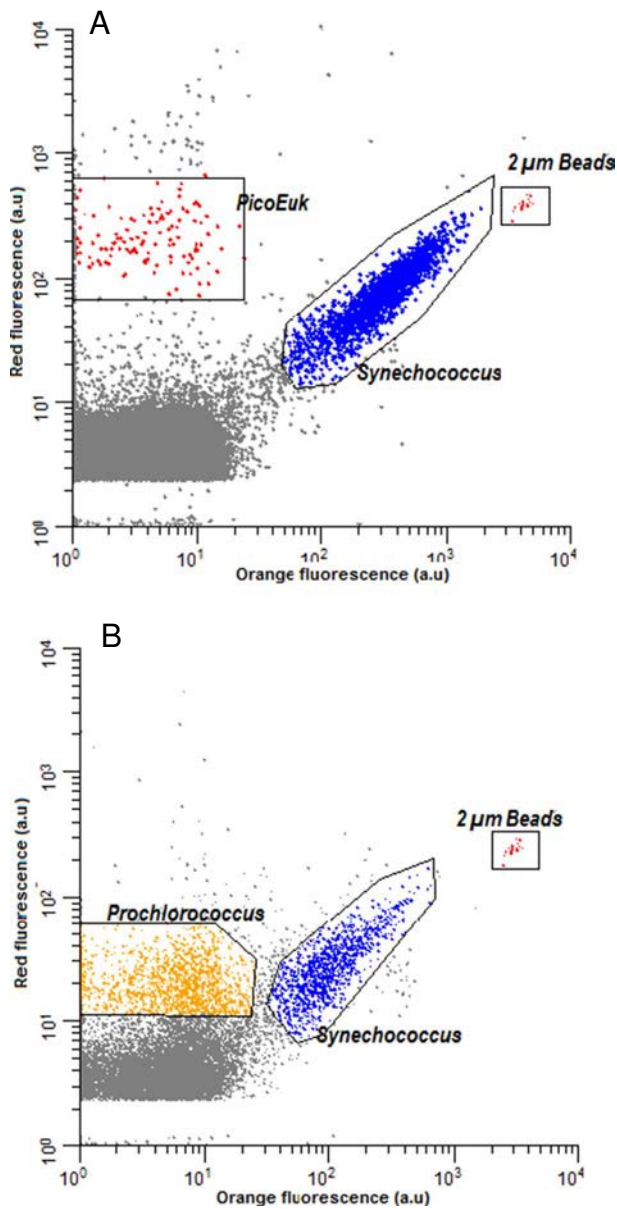 A
10⁴
10³
10²
10¹
10⁰
Red fluorescence (a.u)
PicoEuk
2 µm Beads
Synechococcus
10⁰ 10¹ 10² 10³ 10⁴
Orange fluorescence (a.u)
B
10⁴
10³
10²
10¹
10⁰
Red fluorescence (a.u)
Prochlorococcus
2 µm Beads
Synechococcus
10⁰ 10¹ 10² 10³ 10⁴
Orange fluorescence (a.u)